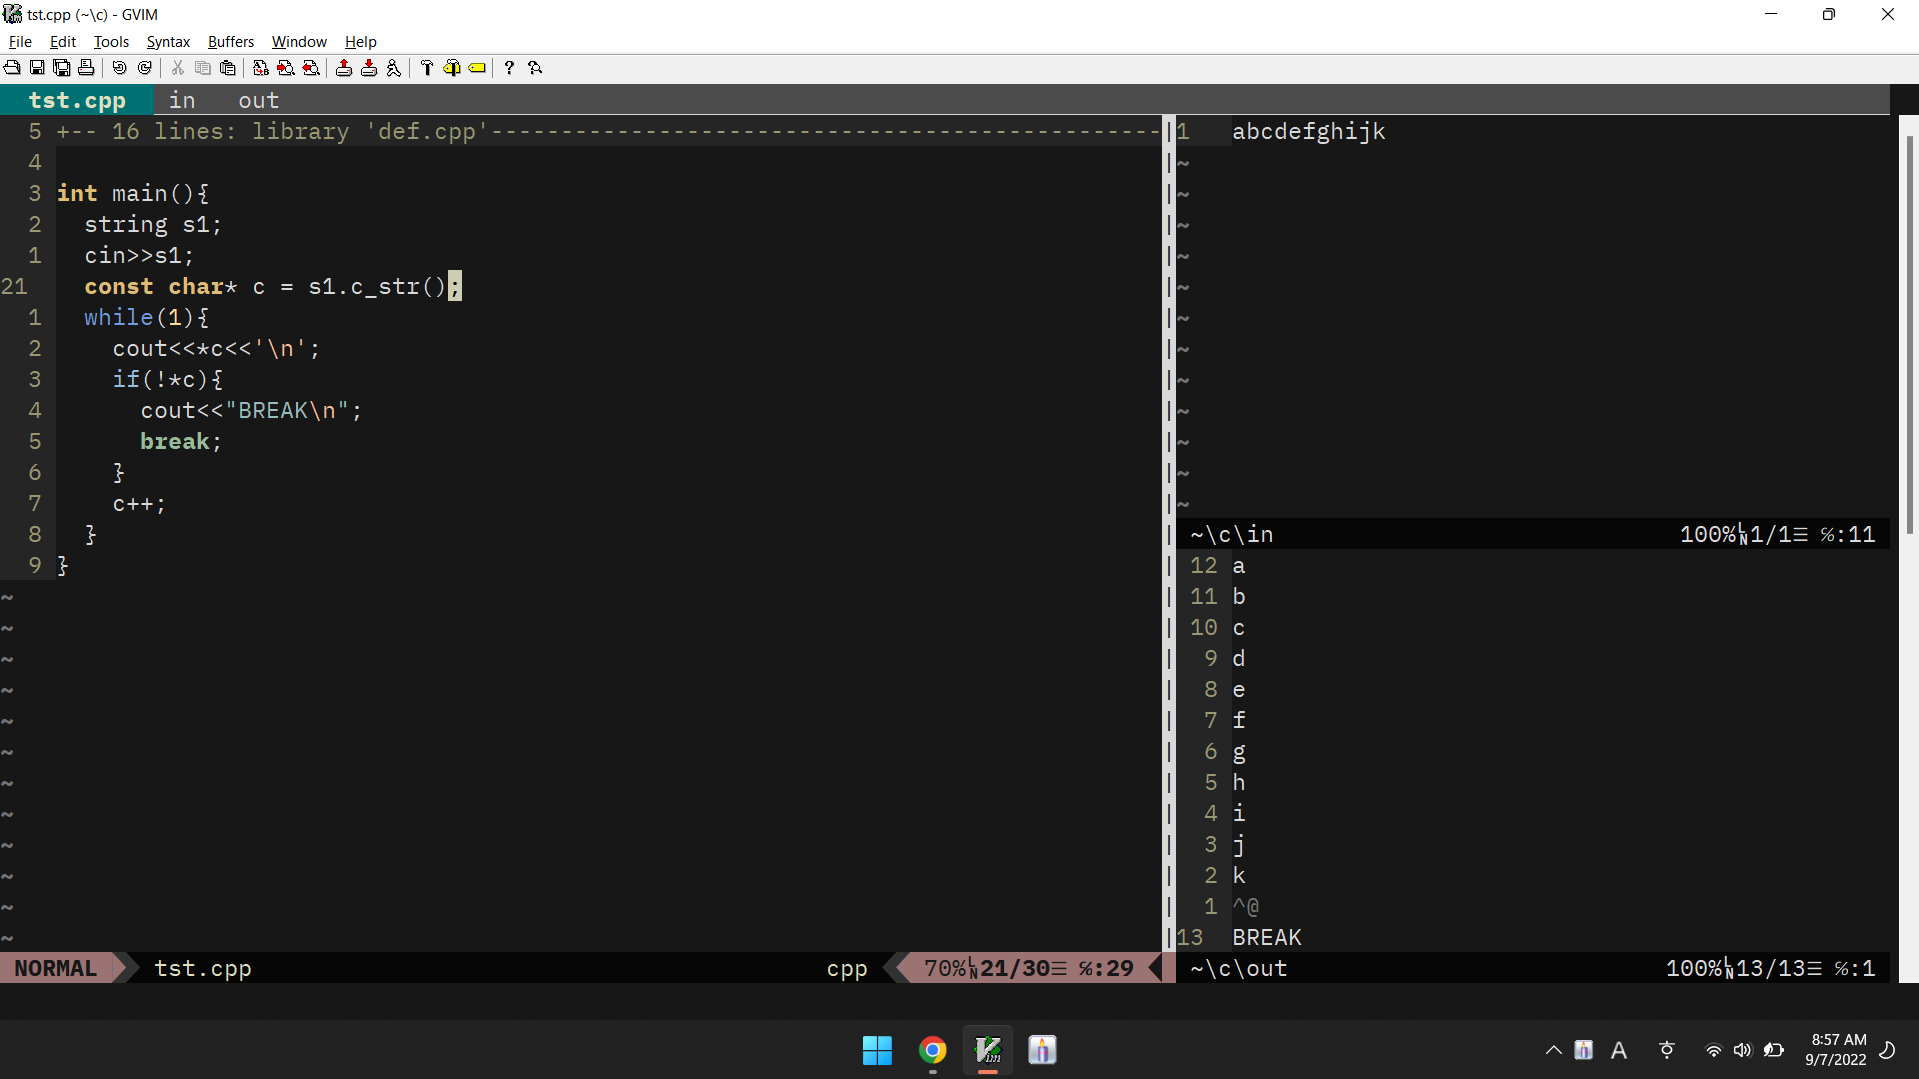 tst.cpp (~\c) - GVIM
File Edit Tools Syntax Buffers Window Help
tst.cpp in out
5 +-- 16 lines: library 'def.cpp'------------------------------------------------
4
3 int main(){
2 string s1;
1 cin>>s1;
21 const char* c = s1.c_str();
1 while(1){
2 cout<<*c<<'\n';
3 if(!*c){
4 cout<<"BREAK\n";
5 break;
6 }
7 c++;
8 }
9 }
~
~
~
~
~
~
~
~
~
~
~
~
NORMAL tst.cpp cpp 70%␤21/30☰ ℅:29
1 abcdefghijk
~
~
~
~
~
~
~
~
~
~
~
~
~\c\in 100%␤1/1☰ ℅:11
12 a
11 b
10 c
9 d
8 e
7 f
6 g
5 h
4 i
3 j
2 k
1 ^@
13 BREAK
~\c\out 100%␤13/13☰ ℅:1
A
8:57 AM
9/7/2022